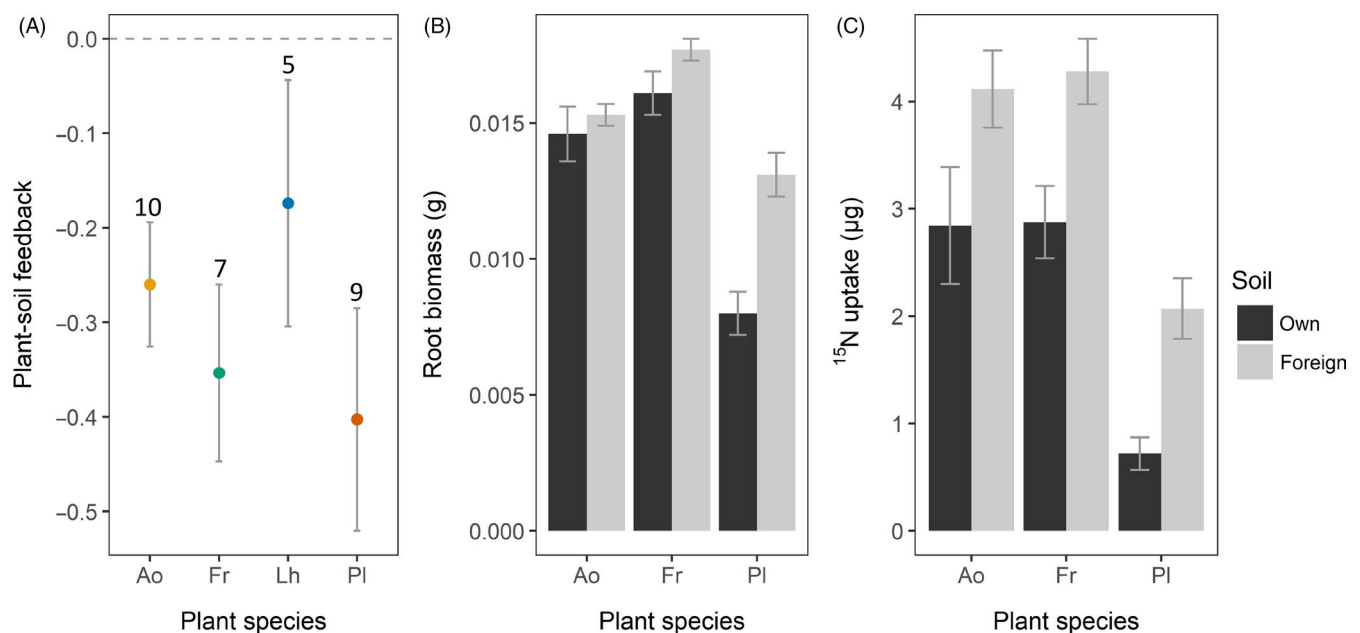 (A)
Plant-soil feedback
0.0
−0.1
−0.2
−0.3
−0.4
−0.5
10
7
5
9
Ao Fr Lh Pl
Plant species
(B)
Root biomass (g)
0.015
0.010
0.005
0.000
Ao Fr Pl
Plant species
(C)
¹⁵N uptake (µg)
4
3
2
1
0
Ao Fr Pl
Plant species
Soil
Own
Foreign